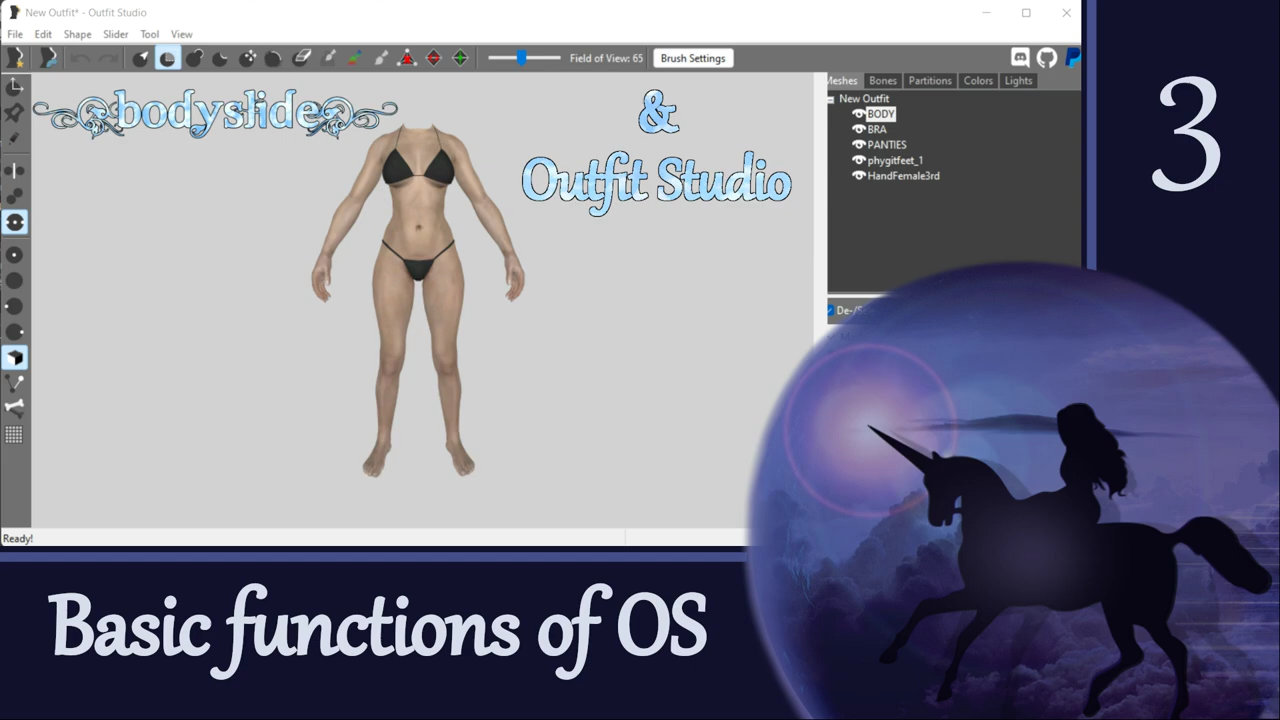 New Outfit* - Outfit Studio
File Edit Shape Slider Tool View
Field of View: 65 Brush Settings
Meshes Bones Partitions Colors Lights
New Outfit
BODY
BRA
PANTIES
phygitfeet_1
HandFemale3rd
bodyslide
&
Outfit Studio
3
Ready!
Basic functions of OS